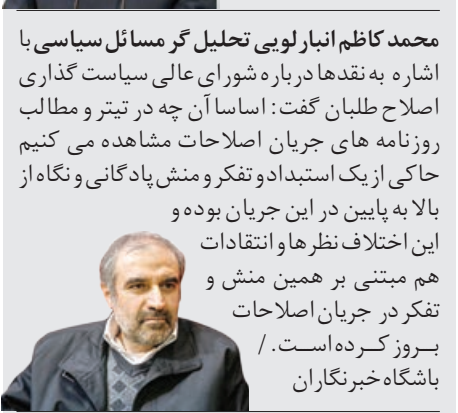 محمد کاظم انبارلویی تحلیل گر مسائل سیاسی با
اشاره به نقدها درباره شورای عالی سیاست گذاری
اصلاح طلبان گفت: اساسا آن چه در تیتر و مطالب
روزنامه های جریان اصلاحات مشاهده می کنیم
حاکی از یک استبداد و تفکر و منش پادگانی و نگاه از
بالا به پایین در این جریان بوده و
این اختلاف نظرها و انتقادات
هم مبتنی بر همین منش و
تفکر در جریان اصلاحات
بروز کرده است. /
باشگاه خبرنگاران